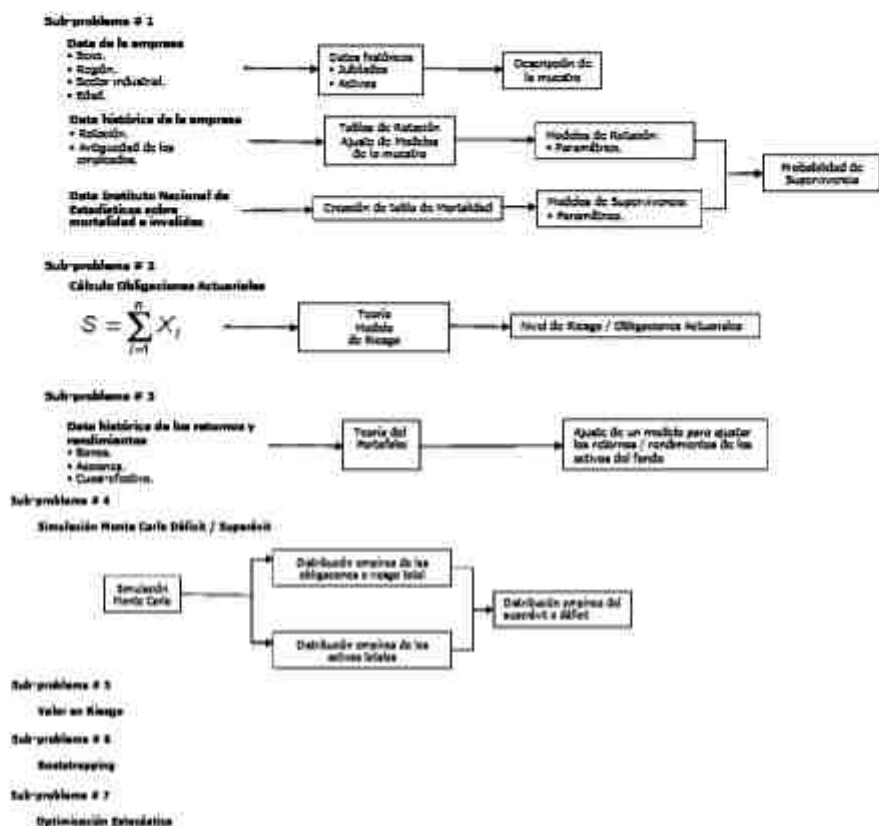 Sub-problema # 1
Data de la empresa
• Sexo.
• Región.
• Sector industrial.
• Edad.
Datos históricos
• Jubilados
• Activos
Descripción de
la muestra
Data histórica de la empresa
• Rotación.
• Antigüedad de los
empleados.
Tablas de Rotación
Ajuste de Modelos
de la muestra
Modelos de Rotación
• Parámetros.
Probabilidad de
Supervivencia
Data Instituto Nacional de
Estadísticas sobre
mortalidad e invalidez
Creación de tabla de Mortalidad
Modelos de Supervivencia
• Parámetros.
Sub-problema # 2
Cálculo Obligaciones Actuariales
S = ∑ X_i
n
i=1
Teoría
Modelo
de Riesgo
Nivel de Riesgo / Obligaciones Actuariales
Sub-problema # 3
Data histórica de los retornos y
rendimientos
• Bonos.
• Acciones.
• Cuasi-efectivo.
Teoría del
Portafolio
Ajuste de un modelo para ajustar
los retornos / rendimientos de los
activos del fondo
Sub-problema # 4
Simulación Monte Carlo Déficit / Superávit
Simulación
Monte Carlo
Distribución empírica de las
obligaciones o riesgo total
Distribución empírica de los
activos totales
Distribución empírica del
superávit o déficit
Sub-problema # 5
Valor en Riesgo
Sub-problema # 6
Bootstrapping
Sub-problema # 7
Optimización Estocástica